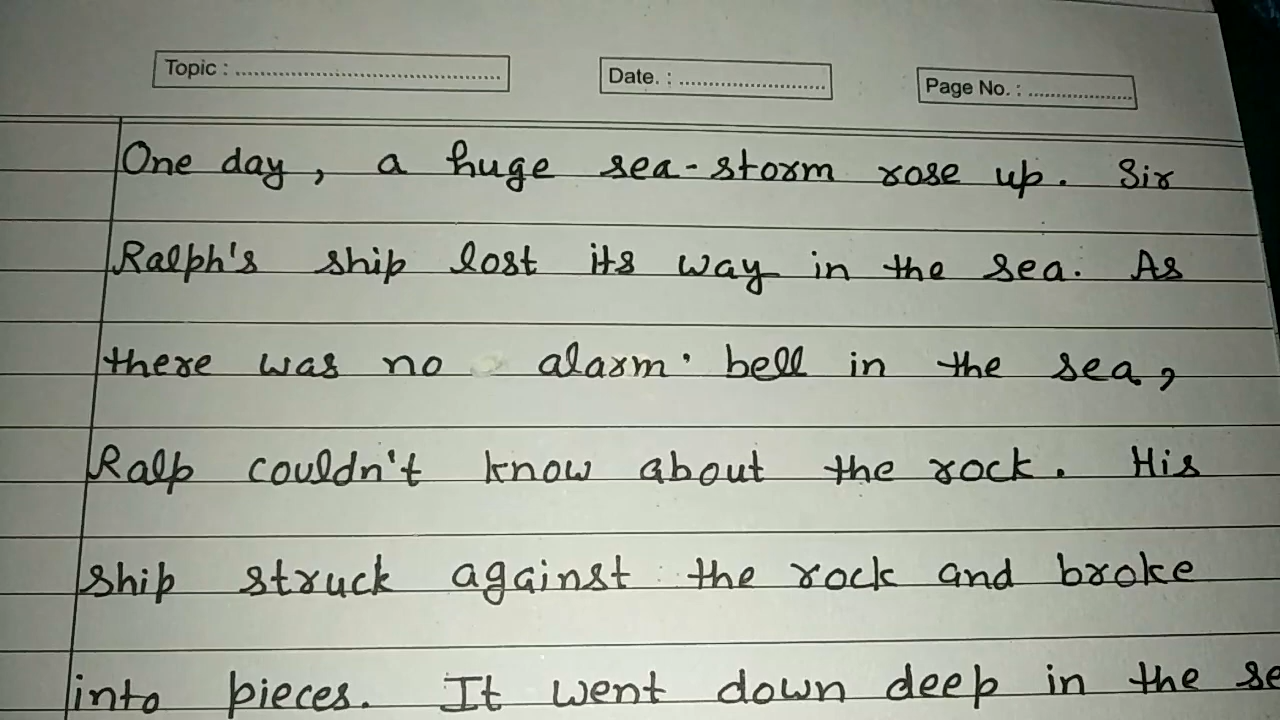 Topic : ..........................................  Date. : ..........................  Page No. : ....................
One day, a huge sea-storm rose up. Sir
Ralph's ship lost its way in the sea. As
there was no alarm bell in the sea,
Ralp couldn't know about the rock. His
ship struck against the rock and broke
into pieces. It went down deep in the se